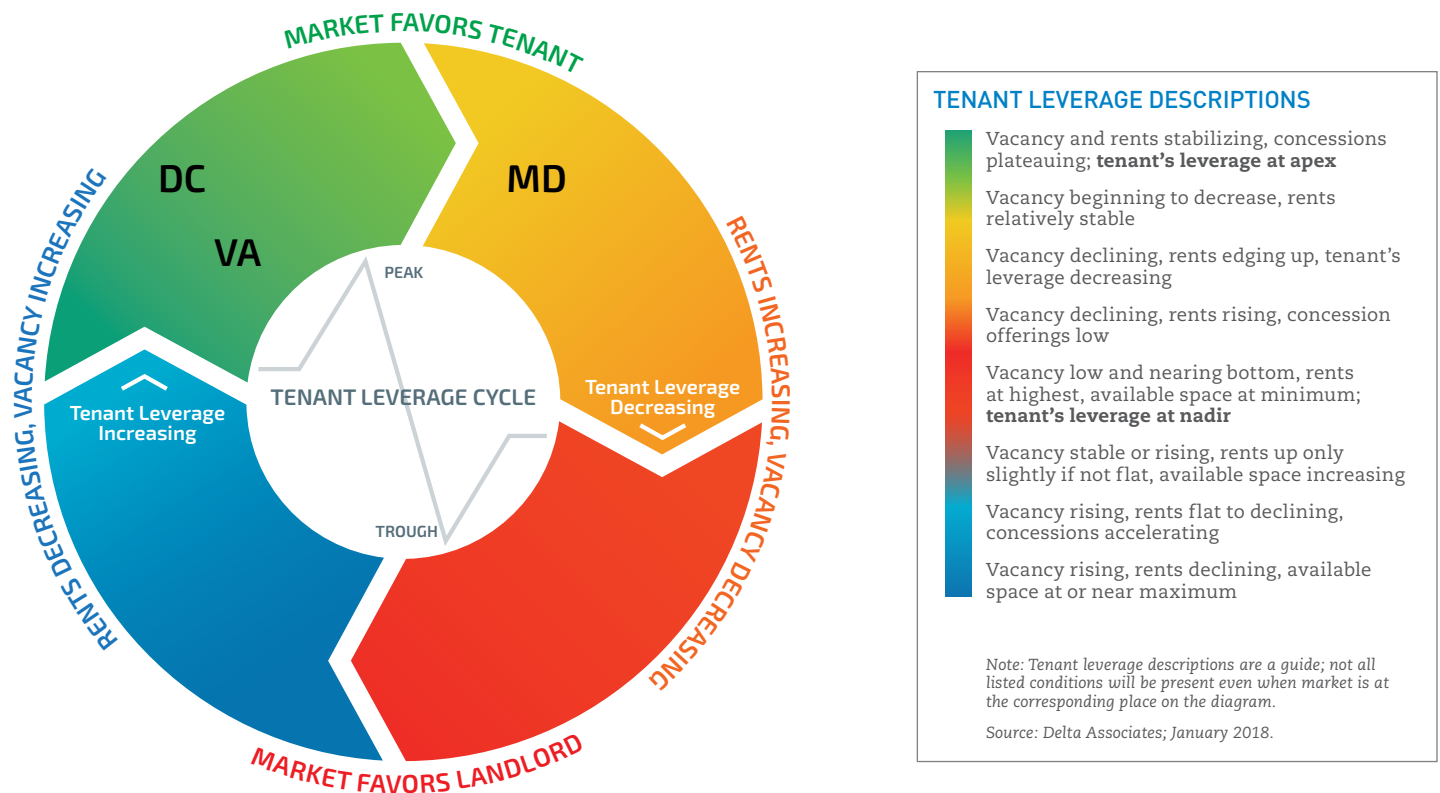 MARKET FAVORS TENANT
DC
VA
MD
RENTS DECREASING, VACANCY INCREASING
RENTS INCREASING, VACANCY DECREASING
PEAK
TENANT LEVERAGE CYCLE
TROUGH
Tenant Leverage
Increasing
Tenant Leverage
Decreasing
MARKET FAVORS LANDLORD
TENANT LEVERAGE DESCRIPTIONS
Vacancy and rents stabilizing, concessions
plateauing; tenant's leverage at apex
Vacancy beginning to decrease, rents
relatively stable
Vacancy declining, rents edging up, tenant's
leverage decreasing
Vacancy declining, rents rising, concession
offerings low
Vacancy low and nearing bottom, rents
at highest, available space at minimum;
tenant's leverage at nadir
Vacancy stable or rising, rents up only
slightly if not flat, available space increasing
Vacancy rising, rents flat to declining,
concessions accelerating
Vacancy rising, rents declining, available
space at or near maximum
Note: Tenant leverage descriptions are a guide; not all
listed conditions will be present even when market is at
the corresponding place on the diagram.
Source: Delta Associates; January 2018.